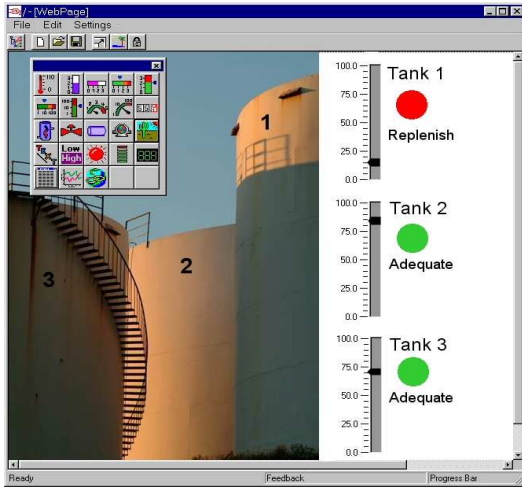 / - [WebPage]
File Edit Settings
Low
High
1
2
3
100.0
75.0
50.0
25.0
0.0
Tank 1
Replenish
100.0
75.0
50.0
25.0
0.0
Tank 2
Adequate
100.0
75.0
50.0
25.0
0.0
Tank 3
Adequate
Ready Feedback Progress Bar